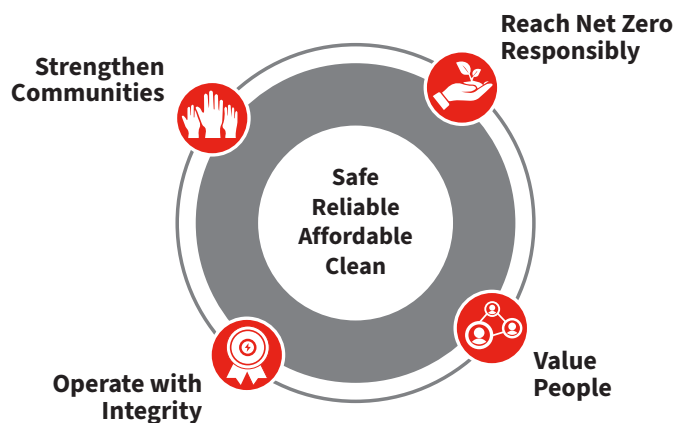 Reach Net Zero
Responsibly
Strengthen
Communities
Safe
Reliable
Affordable
Clean
Value
People
Operate with
Integrity